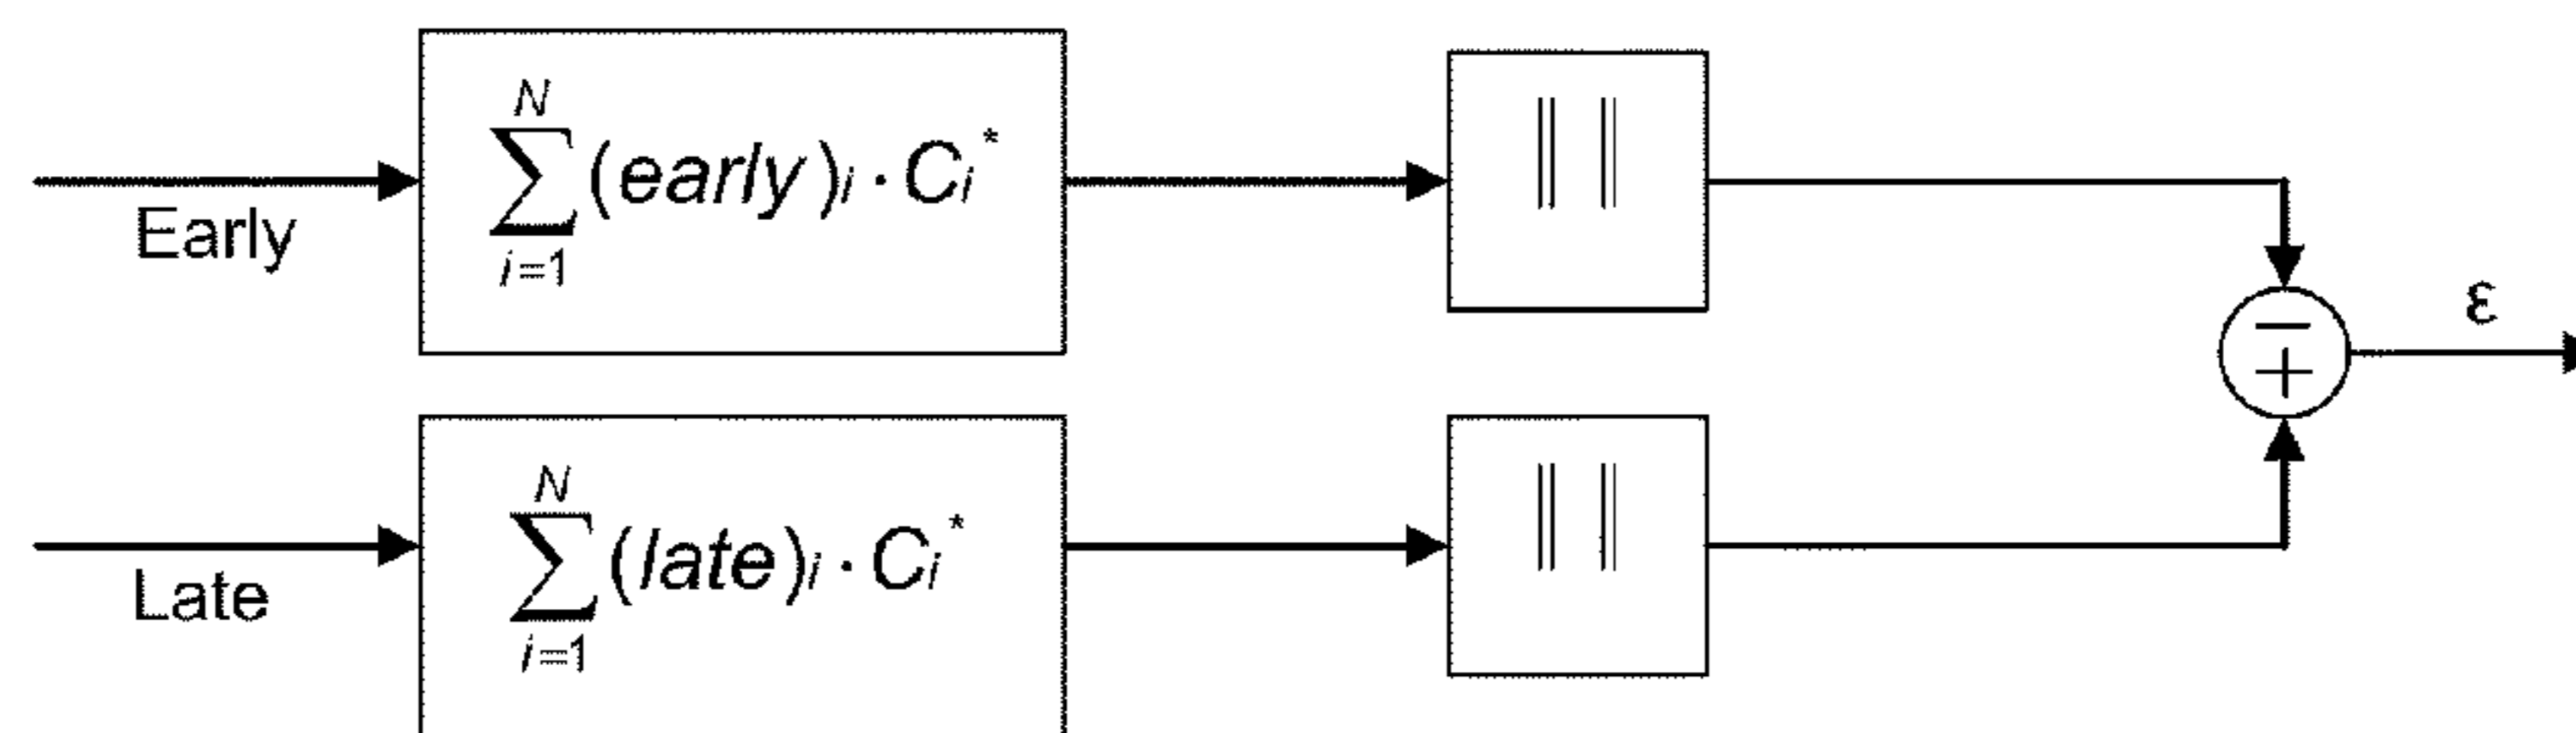 N
∑ (early)i · Ci*
i=1
‖ ‖
Early
−
+
ε
N
∑ (late)i · Ci*
i=1
‖ ‖
Late